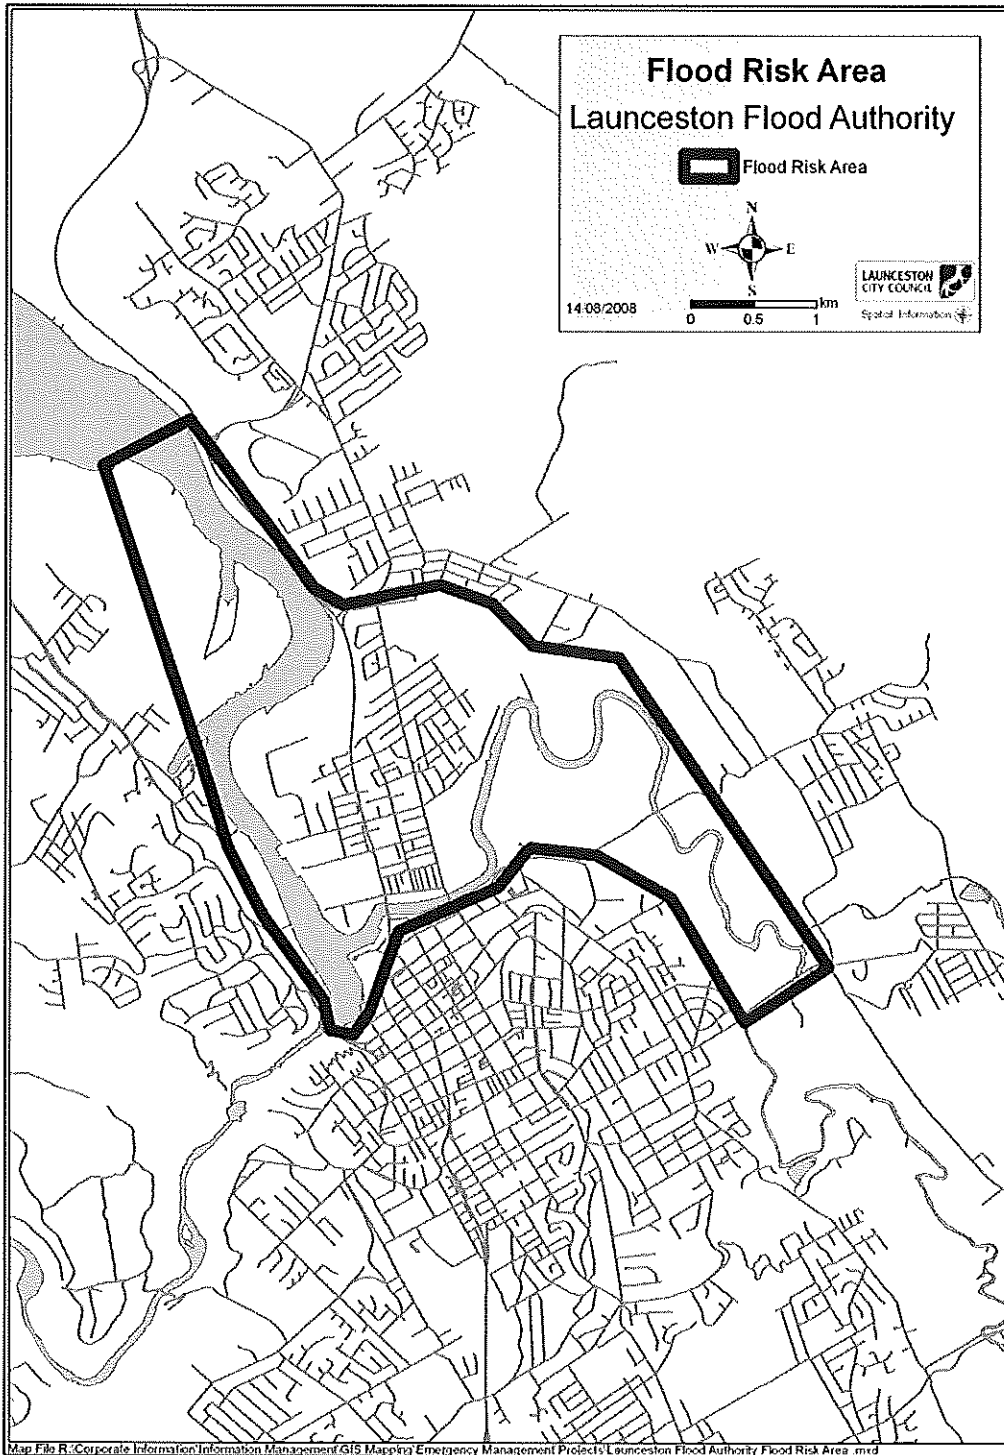 Flood Risk Area
Launceston Flood Authority
Flood Risk Area
N
W E
S
LAUNCESTON
CITY COUNCIL
14/08/2008
km
0 0.5 1
Spatial Information
Map File R:\Corporate Information\Information Management\GIS Mapping\Emergency Management Projects\Launceston Flood Authority Flood Risk Area .mxd